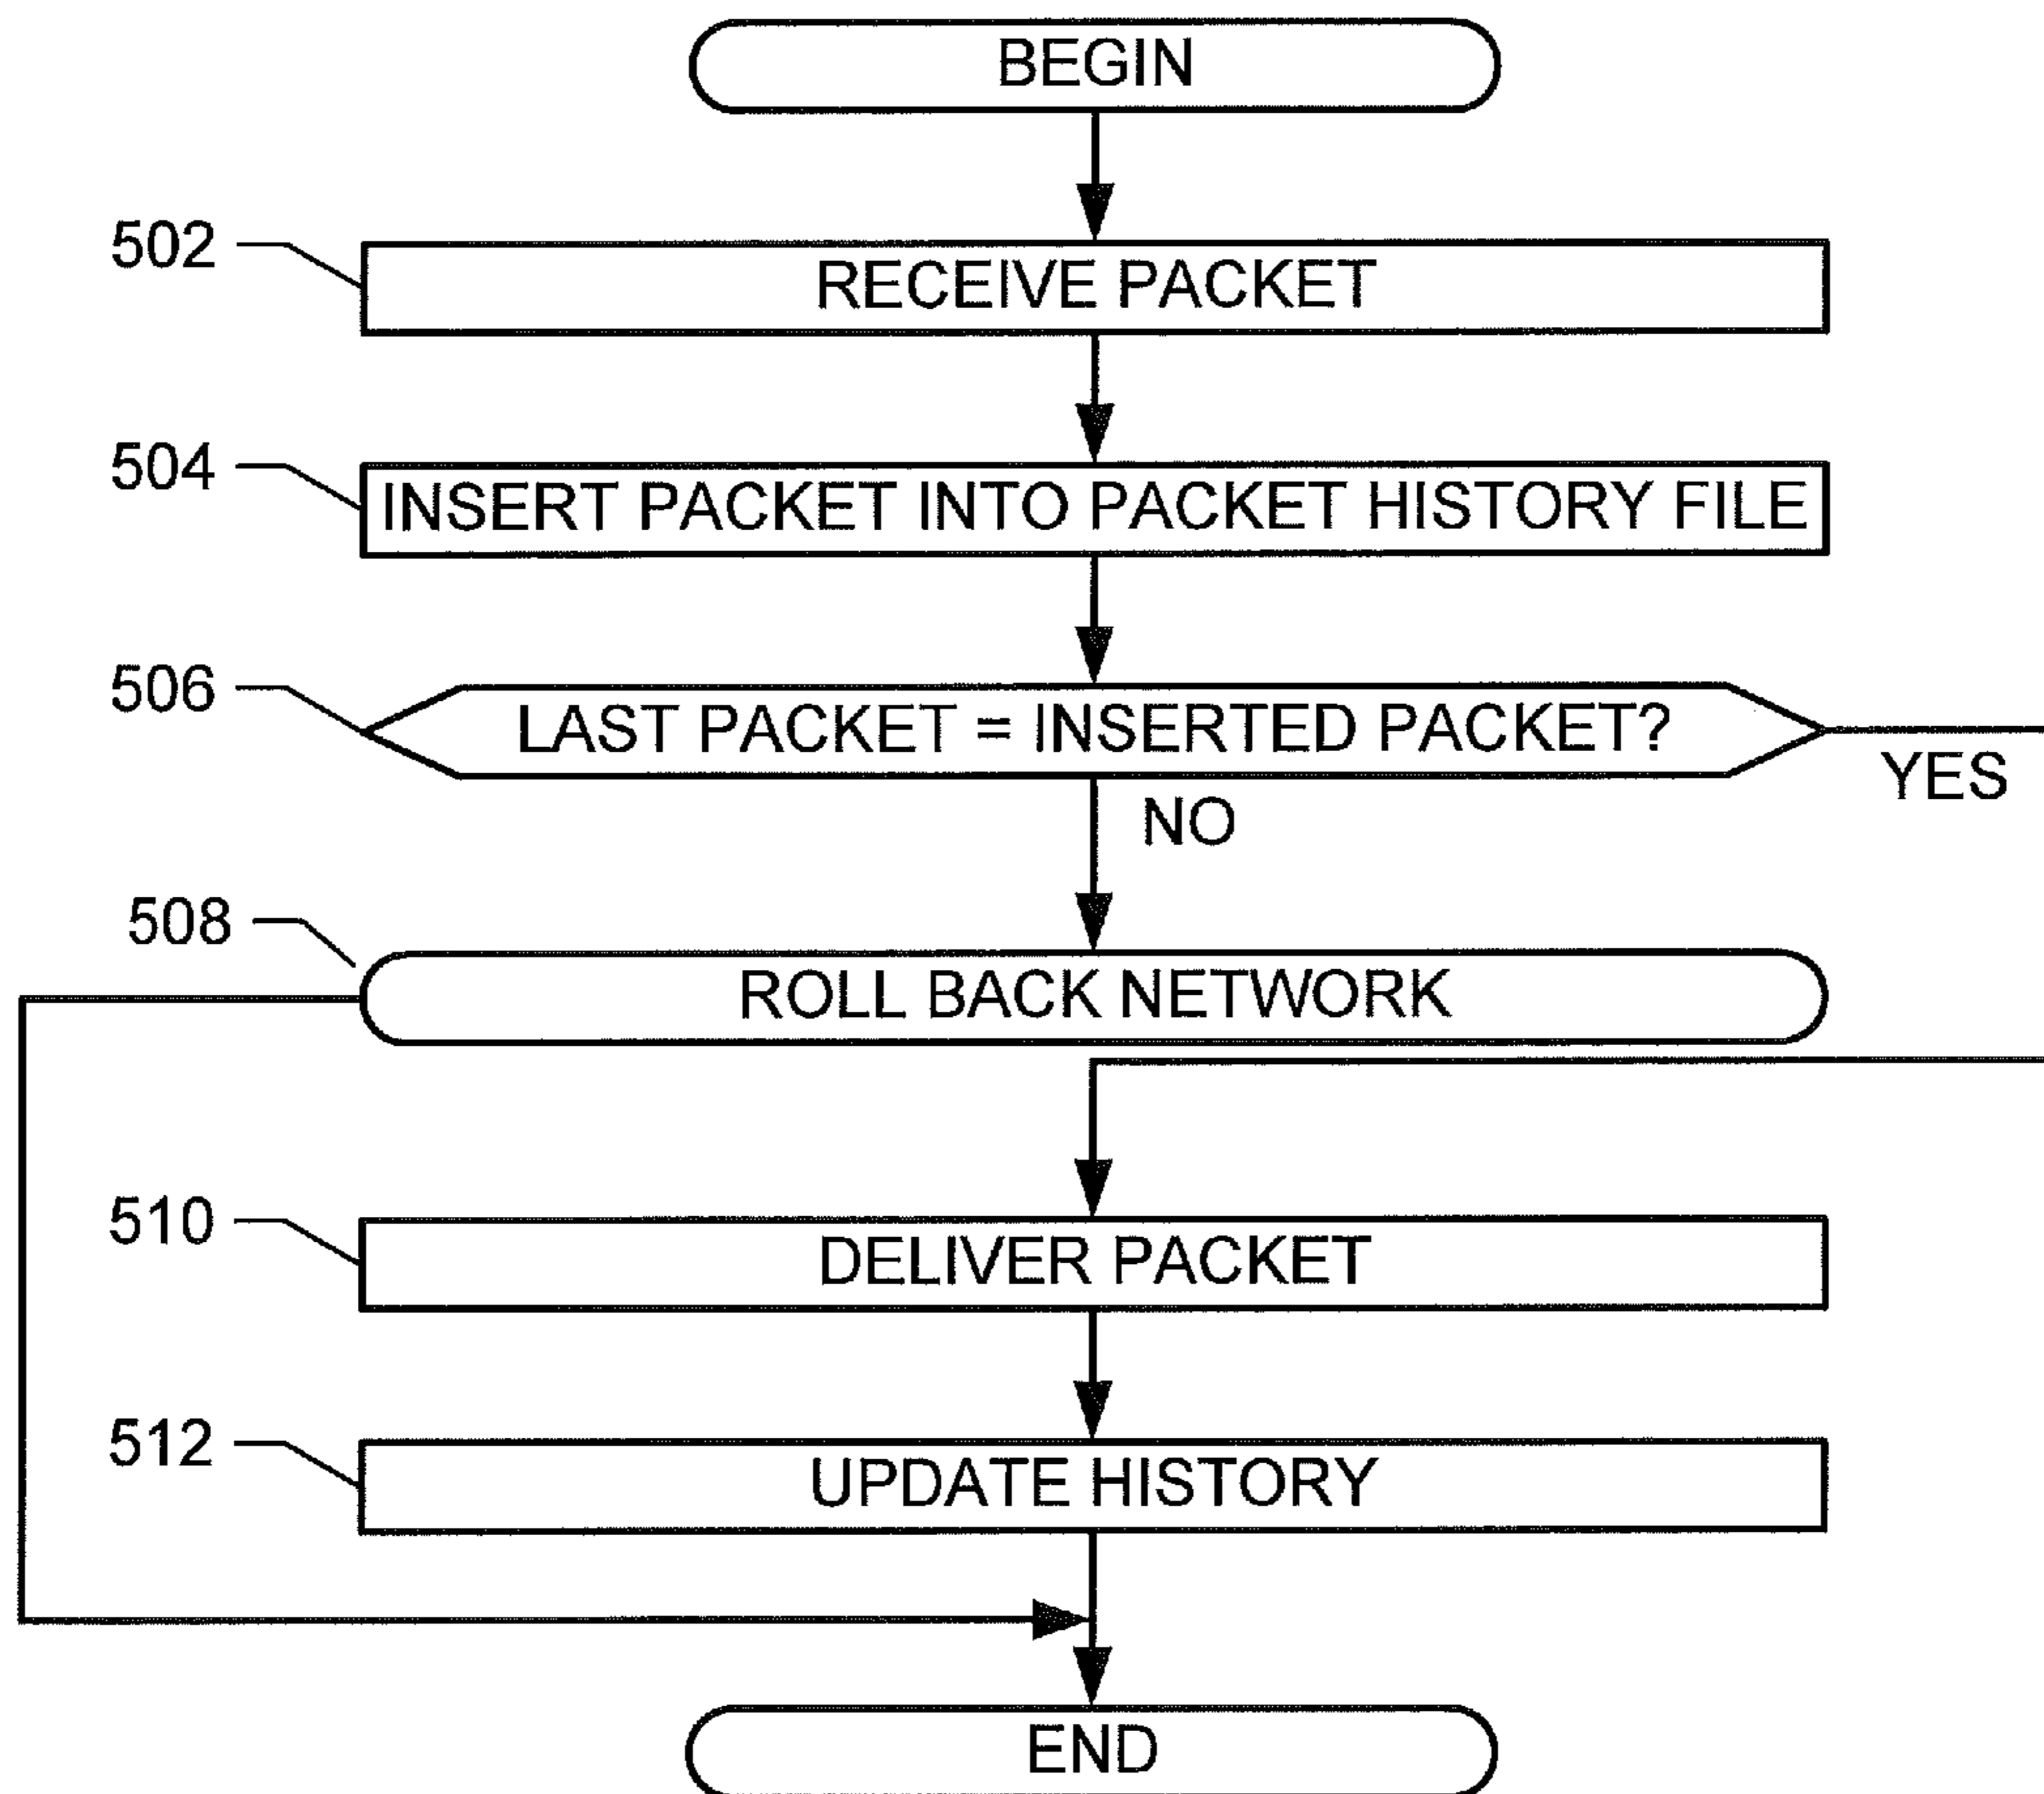 BEGIN
502
RECEIVE PACKET
504
INSERT PACKET INTO PACKET HISTORY FILE
506
LAST PACKET = INSERTED PACKET?
YES
NO
508
ROLL BACK NETWORK
510
DELIVER PACKET
512
UPDATE HISTORY
END